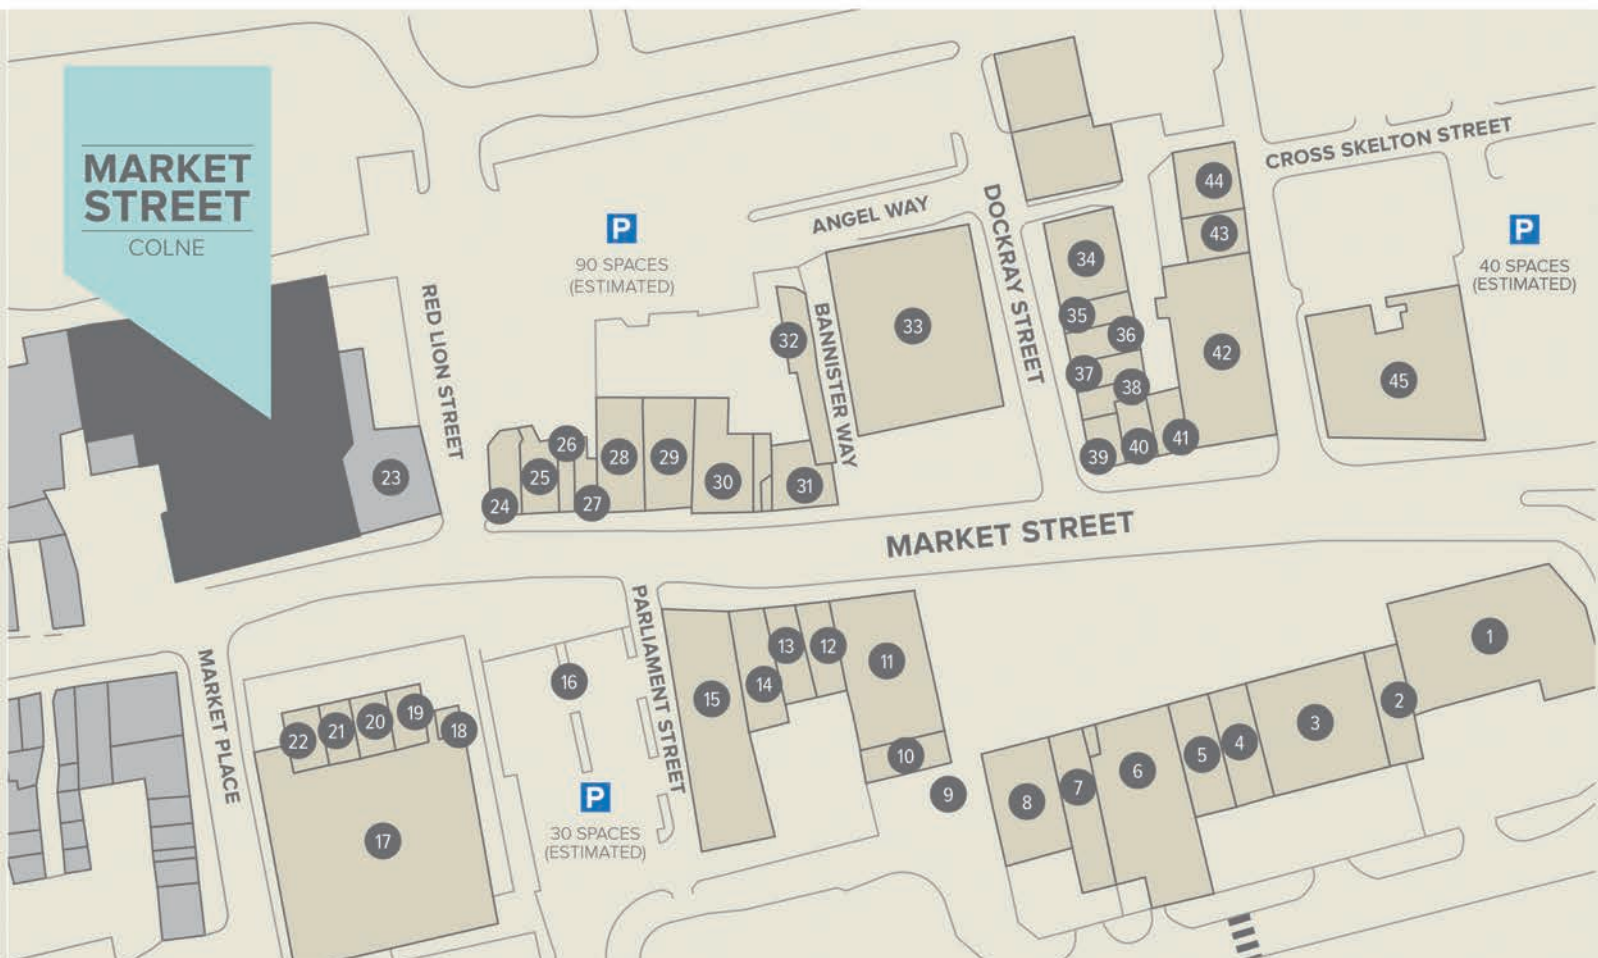 MARKET
STREET
COLNE
CROSS SKELTON STREET
44
43
P
90 SPACES
(ESTIMATED)
ANGEL WAY
DOCKRAY STREET
P
40 SPACES
(ESTIMATED)
RED LION STREET
BANNISTER WAY
32
33
34
35
36
37
38
39
40
41
42
45
23
24
25
26
27
28
29
30
31
MARKET STREET
PARLIAMENT STREET
MARKET PLACE
16
15
14
13
12
11
10
9
8
7
6
5
4
3
2
1
22
21
20
19
18
17
P
30 SPACES
(ESTIMATED)